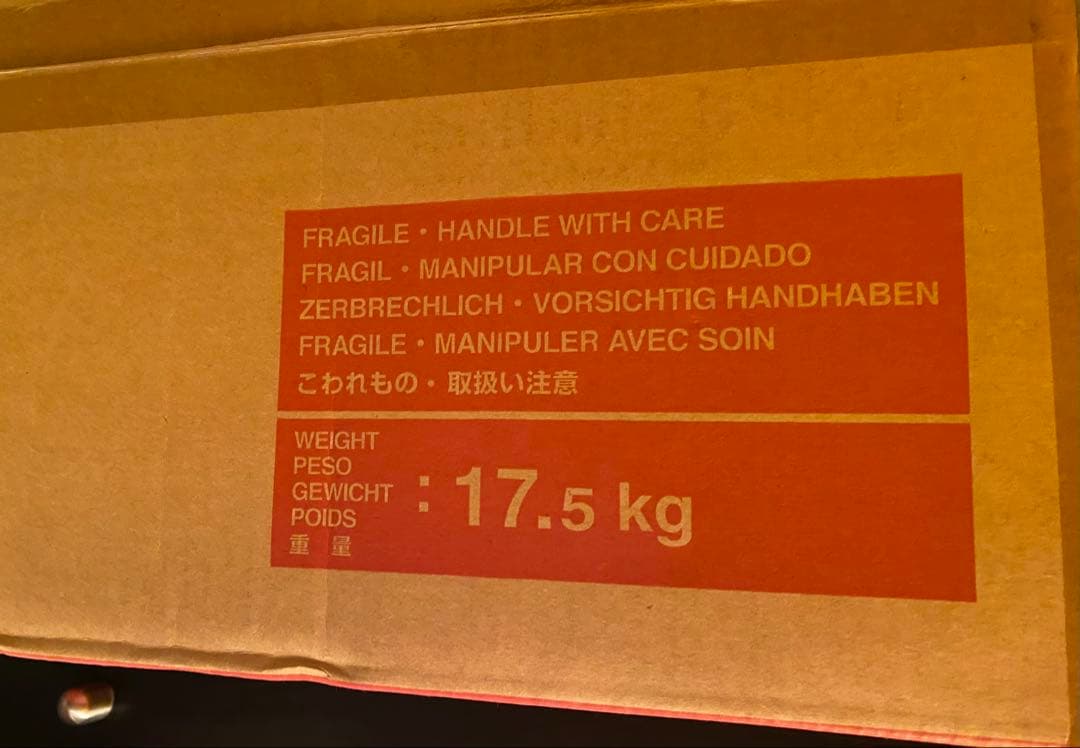 FRAGILE・HANDLE WITH CARE
FRAGIL・MANIPULAR CON CUIDADO
ZERBRECHLICH・VORSICHTIG HANDHABEN
FRAGILE・MANIPULER AVEC SOIN
こわれもの・取扱い注意
WEIGHT
PESO
GEWICHT
POIDS
重 量
: 17.5 kg